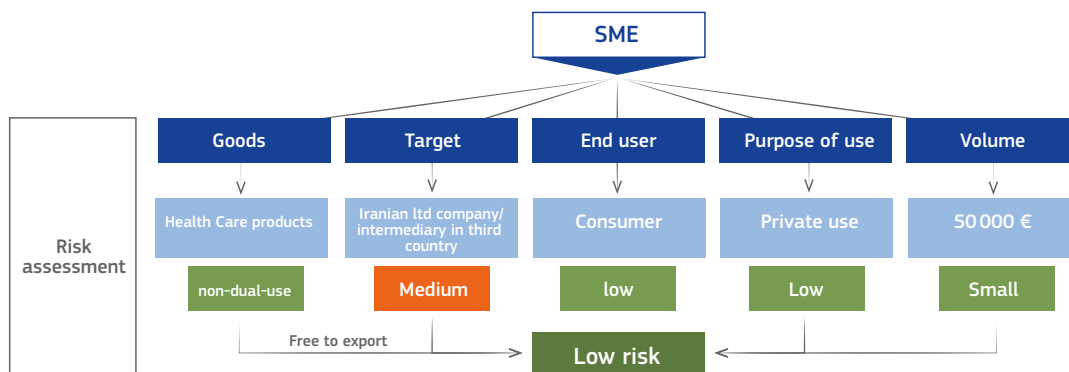 SME
Goods
Target
End user
Purpose of use
Volume
Risk
assessment
Health Care products
Iranian ltd company/
intermediary in third
country
Consumer
Private use
50 000 €
non-dual-use
Medium
low
Low
Small
Free to export
Low risk